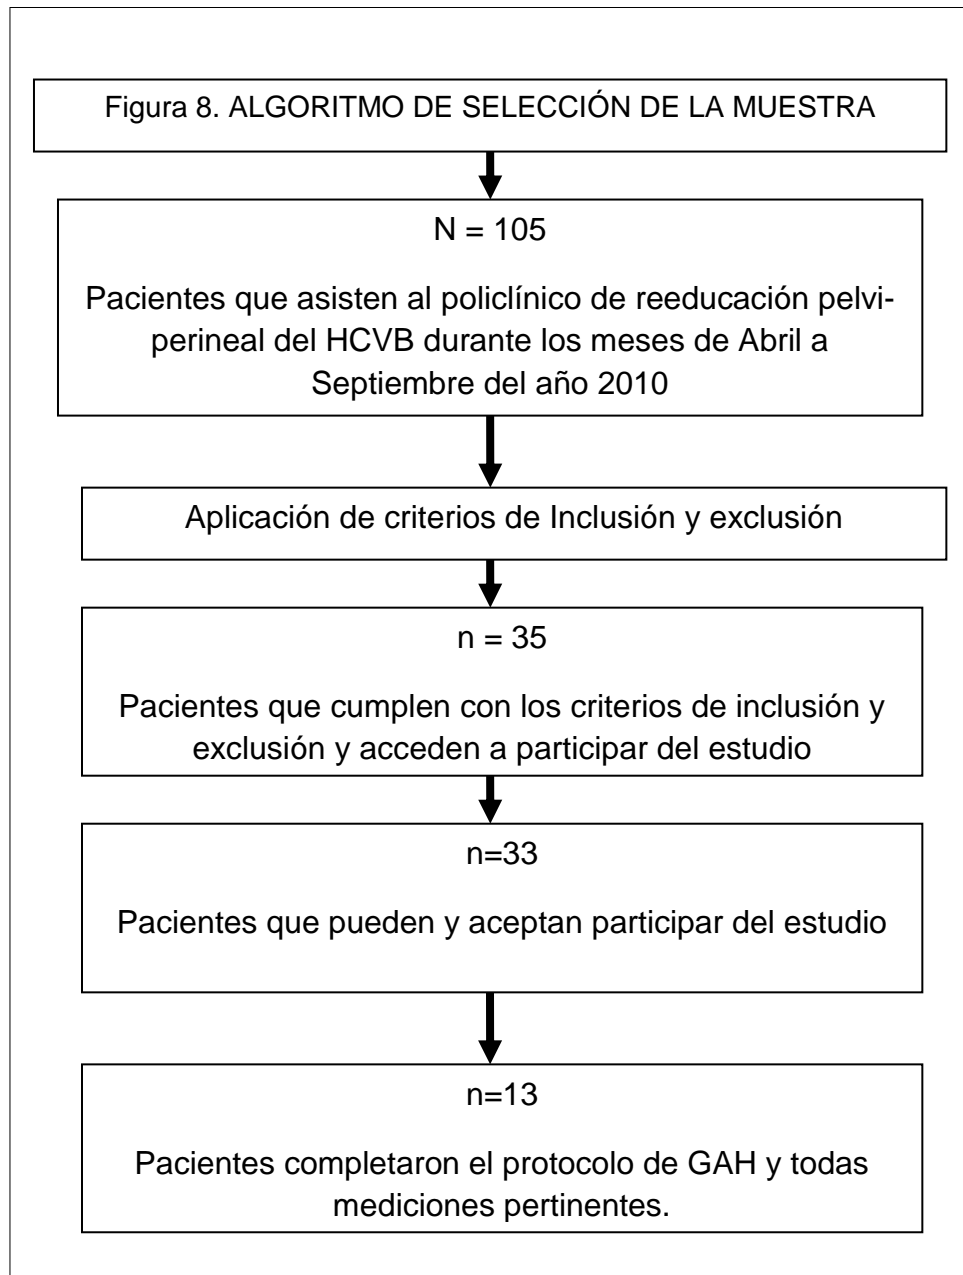 Figura 8. ALGORITMO DE SELECCIÓN DE LA MUESTRA
N = 105
Pacientes que asisten al policlínico de reeducación pelvi-
perineal del HCVB durante los meses de Abril a
Septiembre del año 2010
Aplicación de criterios de Inclusión y exclusión
n = 35
Pacientes que cumplen con los criterios de inclusión y
exclusión y acceden a participar del estudio
n=33
Pacientes que pueden y aceptan participar del estudio
n=13
Pacientes completaron el protocolo de GAH y todas
mediciones pertinentes.